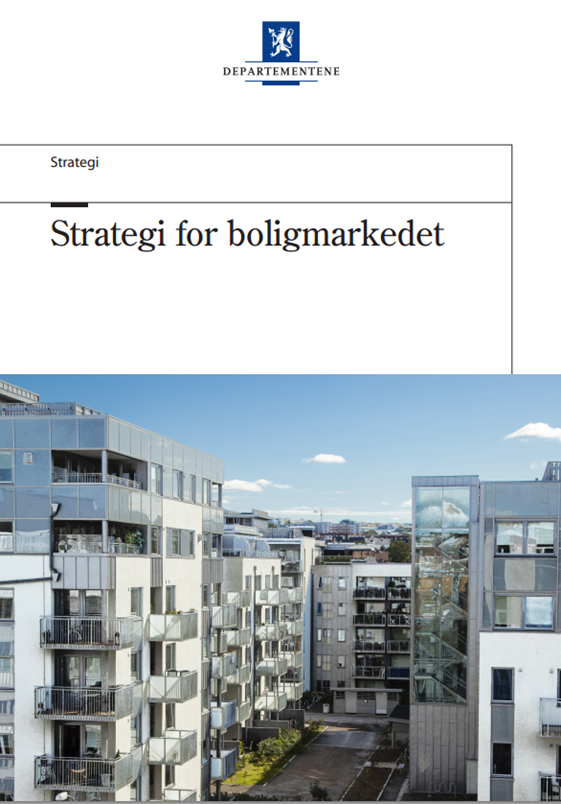 DEPARTEMENTENE
Strategi
Strategi for boligmarkedet